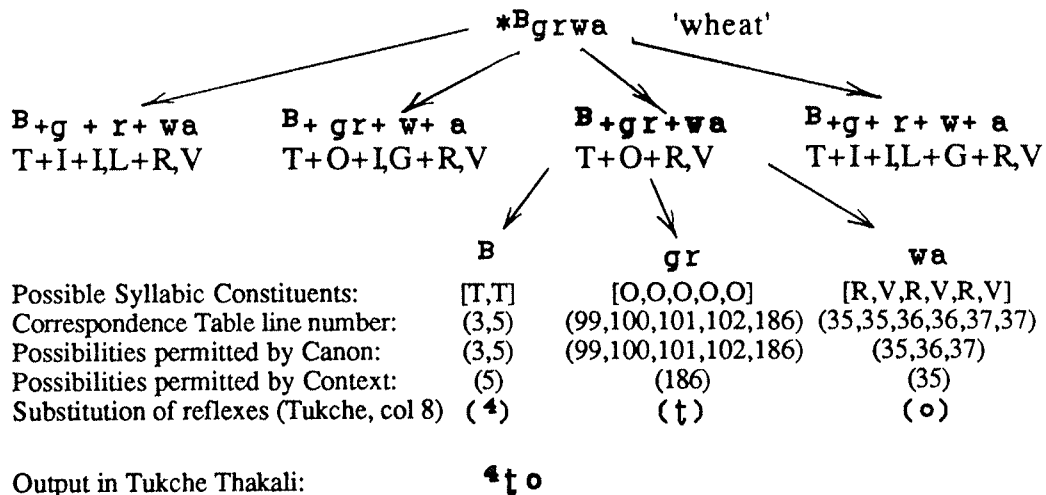 *ᴮgrwa 'wheat'
ᴮ+g + r+ wa ᴮ+ gr+ w+ a ᴮ+gr+wa ᴮ+g+ r+ w+ a
T+I+I,L+R,V T+O+I,G+R,V T+O+R,V T+I+I,L+G+R,V
B gr wa
Possible Syllabic Constituents: [T,T] [O,O,O,O,O] [R,V,R,V,R,V]
Correspondence Table line number: (3,5) (99,100,101,102,186) (35,35,36,36,37,37)
Possibilities permitted by Canon: (3,5) (99,100,101,102,186) (35,36,37)
Possibilities permitted by Context: (5) (186) (35)
Substitution of reflexes (Tukche, col 8) (⁴) (ʈ) (o)
Output in Tukche Thakali: ⁴ʈo